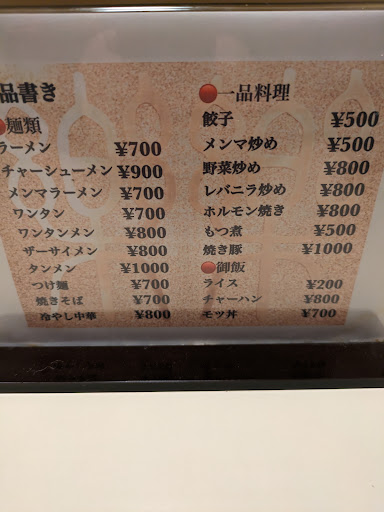 品書き
麺類
ラーメン ¥700
チャーシューメン ¥900
メンマラーメン ¥700
ワンタン ¥700
ワンタンメン ¥800
ザーサイメン ¥800
タンメン ¥1000
つけ麺 ¥700
焼きそば ¥700
冷やし中華 ¥800
一品料理
餃子 ¥500
メンマ炒め ¥500
野菜炒め ¥800
レバニラ炒め ¥800
ホルモン焼き ¥800
もつ煮 ¥500
焼き豚 ¥1000
御飯
ライス ¥200
チャーハン ¥800
モツ丼 ¥700